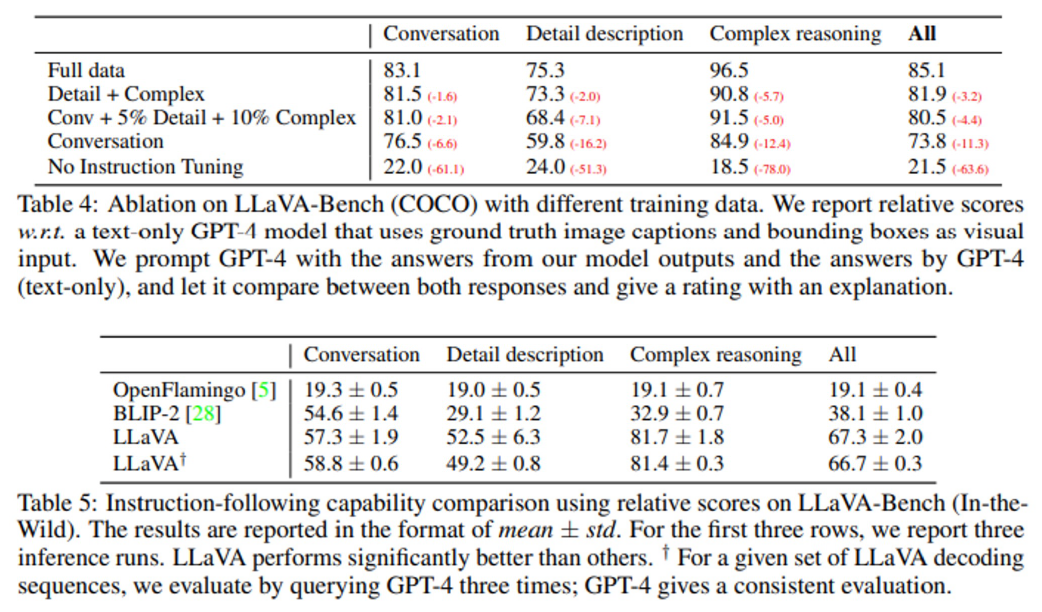 Conversation Detail description Complex reasoning All
Full data 83.1 75.3 96.5 85.1
Detail + Complex 81.5 (-1.6) 73.3 (-2.0) 90.8 (-5.7) 81.9 (-3.2)
Conv + 5% Detail + 10% Complex 81.0 (-2.1) 68.4 (-7.1) 91.5 (-5.0) 80.5 (-4.4)
Conversation 76.5 (-6.6) 59.8 (-16.2) 84.9 (-12.4) 73.8 (-11.3)
No Instruction Tuning 22.0 (-61.1) 24.0 (-51.3) 18.5 (-78.0) 21.5 (-63.6)
Table 4: Ablation on LLaVA-Bench (COCO) with different training data. We report relative scores
w.r.t. a text-only GPT-4 model that uses ground truth image captions and bounding boxes as visual
input. We prompt GPT-4 with the answers from our model outputs and the answers by GPT-4
(text-only), and let it compare between both responses and give a rating with an explanation.
Conversation Detail description Complex reasoning All
OpenFlamingo [5] 19.3 ± 0.5 19.0 ± 0.5 19.1 ± 0.7 19.1 ± 0.4
BLIP-2 [28] 54.6 ± 1.4 29.1 ± 1.2 32.9 ± 0.7 38.1 ± 1.0
LLaVA 57.3 ± 1.9 52.5 ± 6.3 81.7 ± 1.8 67.3 ± 2.0
LLaVA† 58.8 ± 0.6 49.2 ± 0.8 81.4 ± 0.3 66.7 ± 0.3
Table 5: Instruction-following capability comparison using relative scores on LLaVA-Bench (In-the-
Wild). The results are reported in the format of mean ± std. For the first three rows, we report three
inference runs. LLaVA performs significantly better than others. † For a given set of LLaVA decoding
sequences, we evaluate by querying GPT-4 three times; GPT-4 gives a consistent evaluation.